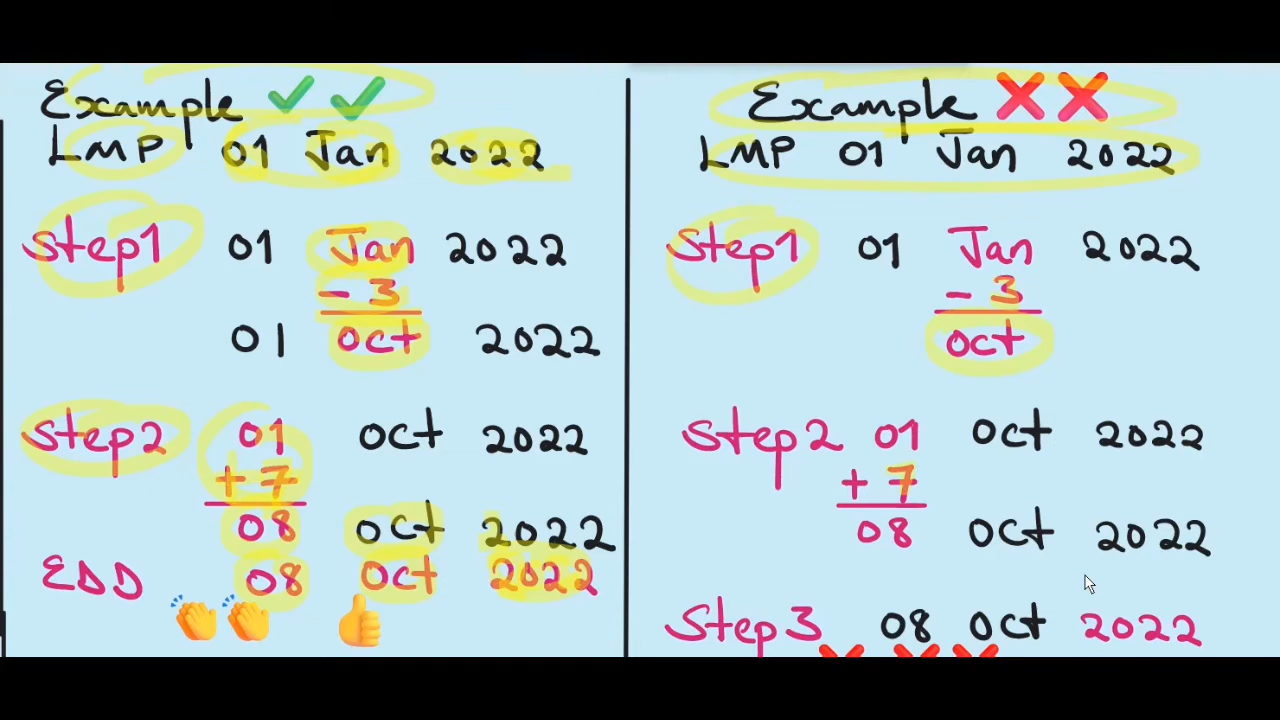 Example
LMP 01 Jan 2022
Step1 01 Jan 2022
- 3
01 Oct 2022
Step2 01 Oct 2022
+ 7
08 Oct 2022
EDD 08 Oct 2022
Example
LMP 01 Jan 2022
Step1 01 Jan 2022
- 3
Oct
Step2 01 Oct 2022
+ 7
08 Oct 2022
Step3 08 Oct 2022